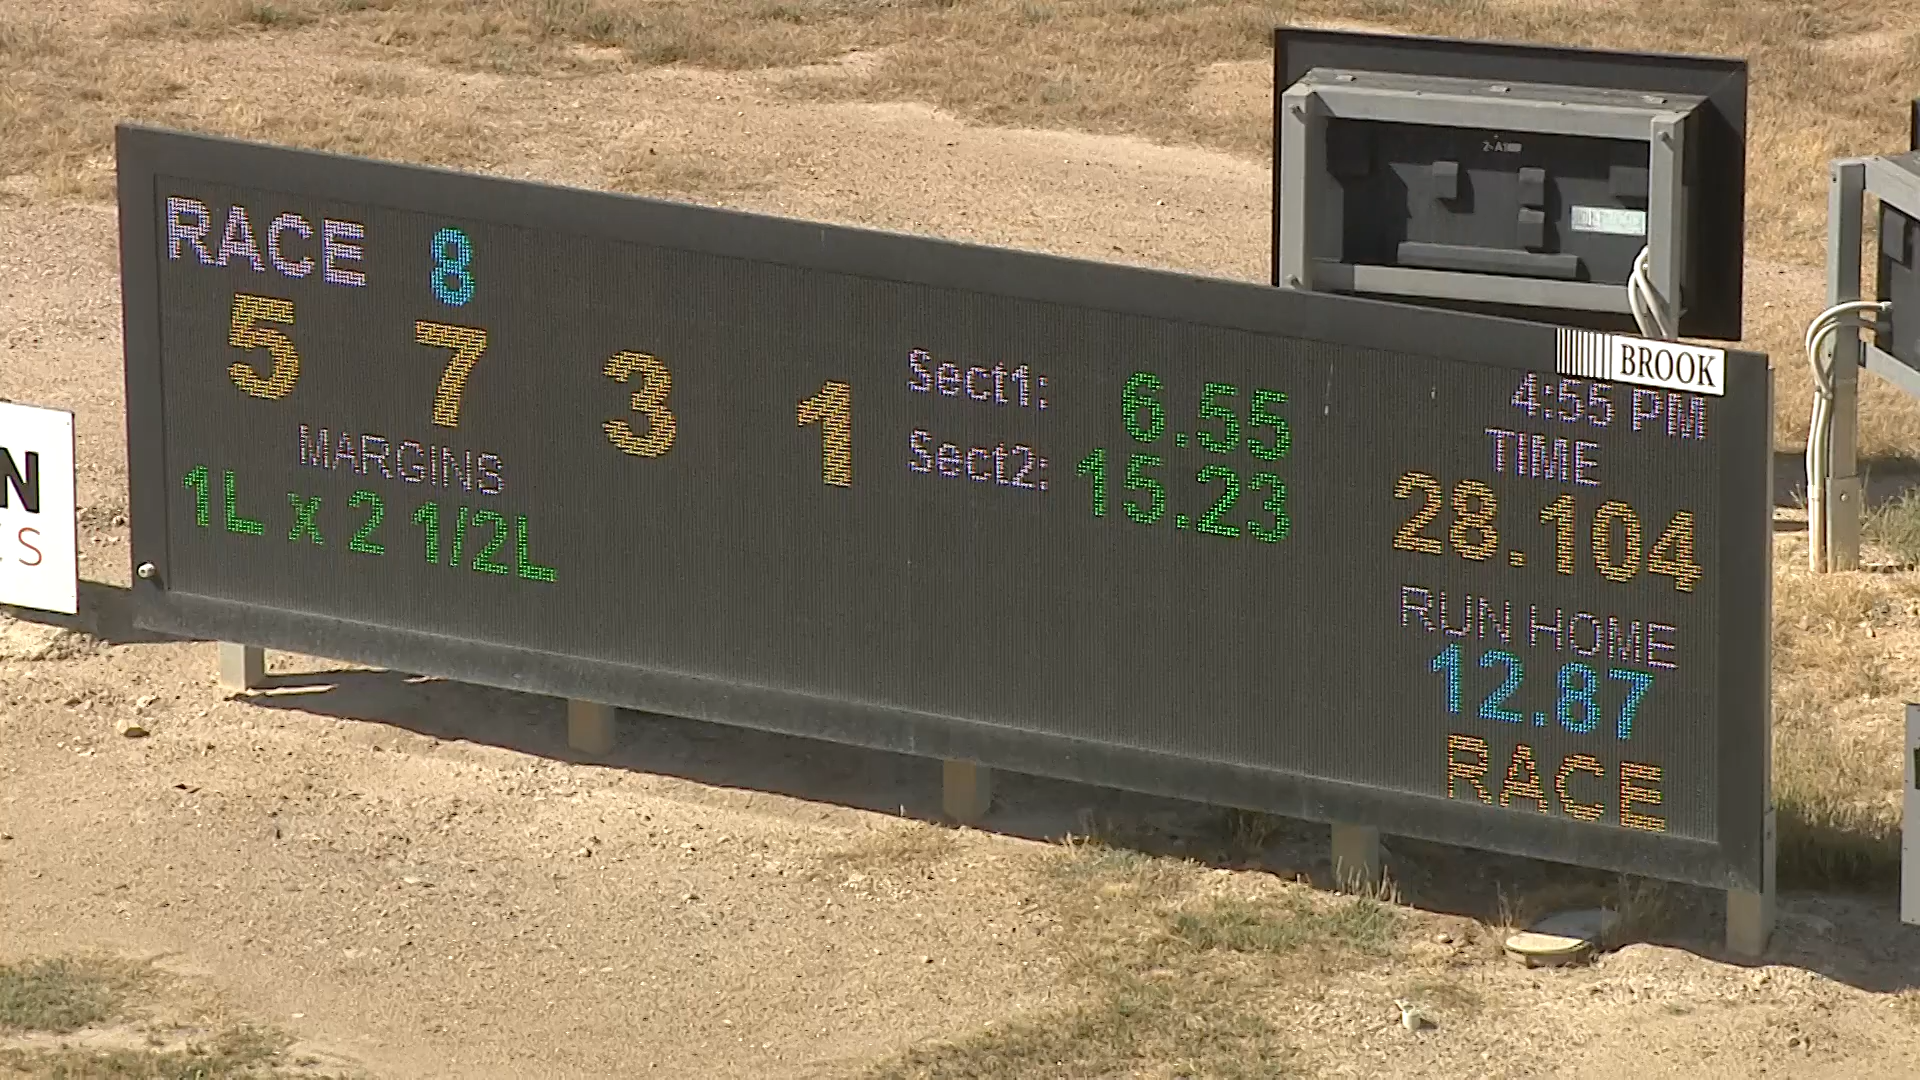 RACE 8
5 7 3 1
MARGINS
1L x 2 1/2L
Sect1: 6.55
Sect2: 15.23
BROOK
4:55 PM
TIME
28.104
RUN HOME
12.87
RACE
N
S